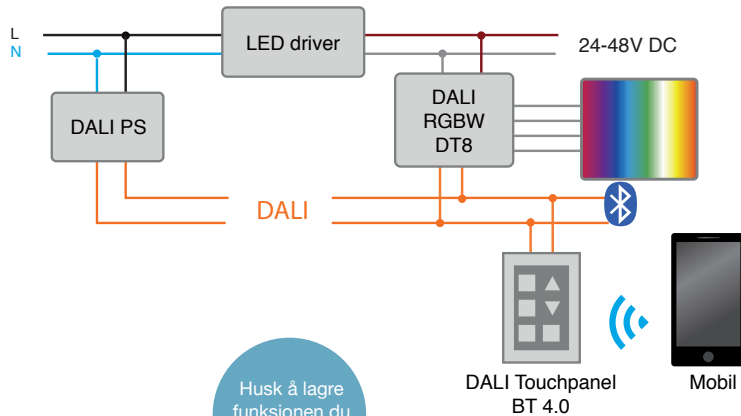 L
N
LED driver
24-48V DC
DALI PS
DALI
RGBW
DT8
DALI
DALI Touchpanel
BT 4.0
Mobil
Husk å lagre
funksjonen du